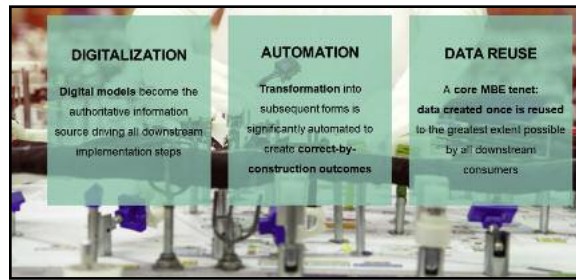 DIGITALIZATION
Digital models become the
authoritative information
source driving all downstream
implementation steps
AUTOMATION
Transformation into
subsequent forms is
significantly automated to
create correct-by-
construction outcomes
DATA REUSE
A core MBE tenet:
data created once is reused
to the greatest extent possible
by all downstream
consumers